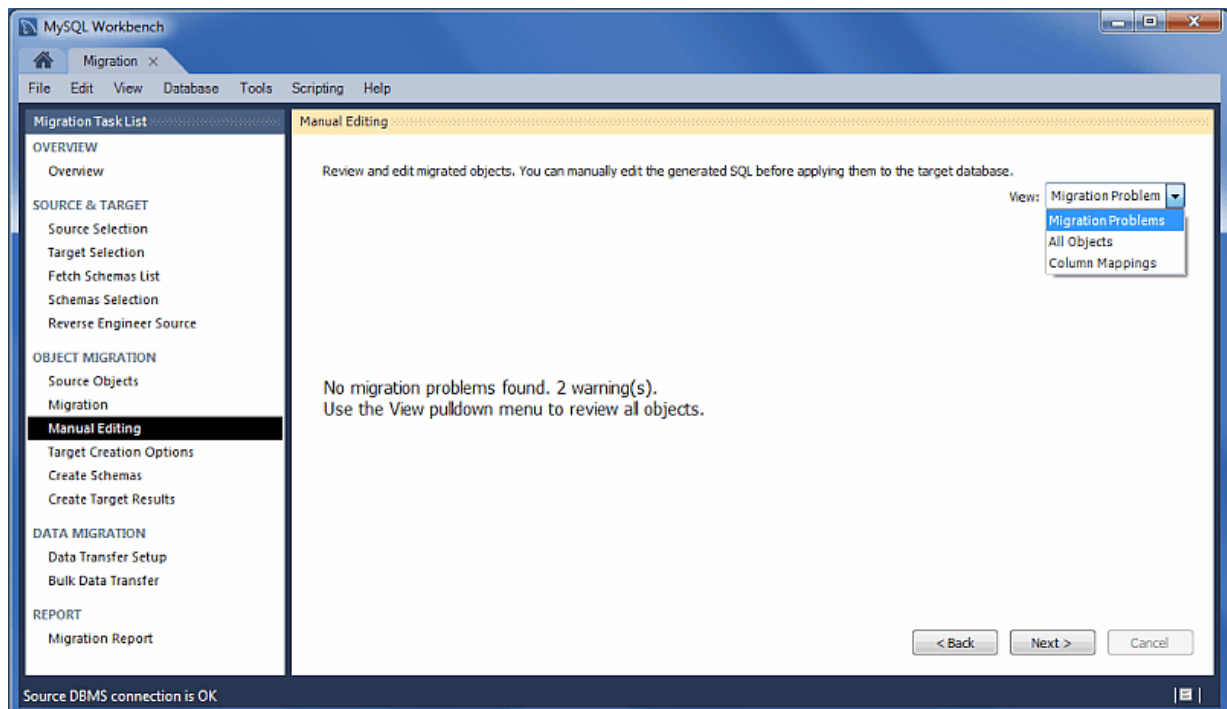 MySQL Workbench
Migration
File Edit View Database Tools Scripting Help
Migration Task List
OVERVIEW
Overview
SOURCE & TARGET
Source Selection
Target Selection
Fetch Schemas List
Schemas Selection
Reverse Engineer Source
OBJECT MIGRATION
Source Objects
Migration
Manual Editing
Target Creation Options
Create Schemas
Create Target Results
DATA MIGRATION
Data Transfer Setup
Bulk Data Transfer
REPORT
Migration Report
Manual Editing
Review and edit migrated objects. You can manually edit the generated SQL before applying them to the target database.
View: Migration Problem
Migration Problems
All Objects
Column Mappings
No migration problems found. 2 warning(s).
Use the View pulldown menu to review all objects.
< Back Next > Cancel
Source DBMS connection is OK